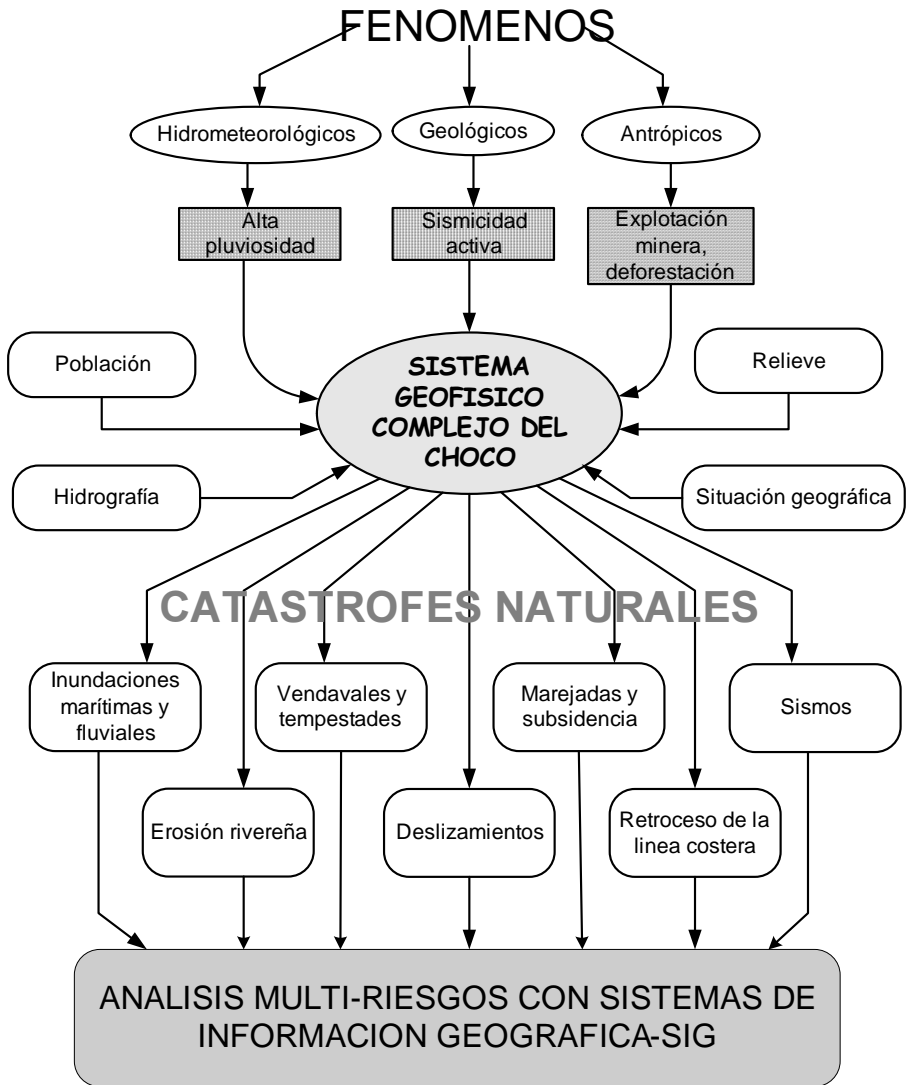 FENOMENOS
Hidrometeorológicos
Geológicos
Antrópicos
Alta
pluviosidad
Sismicidad
activa
Explotación
minera,
deforestación
Población
SISTEMA
GEOFISICO
COMPLEJO DEL
CHOCO
Relieve
Hidrografía
Situación geográfica
CATASTROFES NATURALES
Inundaciones
marítimas y
fluviales
Vendavales y
tempestades
Marejadas y
subsidencia
Sismos
Erosión rivereña
Deslizamientos
Retroceso de la
linea costera
ANALISIS MULTI-RIESGOS CON SISTEMAS DE
INFORMACION GEOGRAFICA-SIG